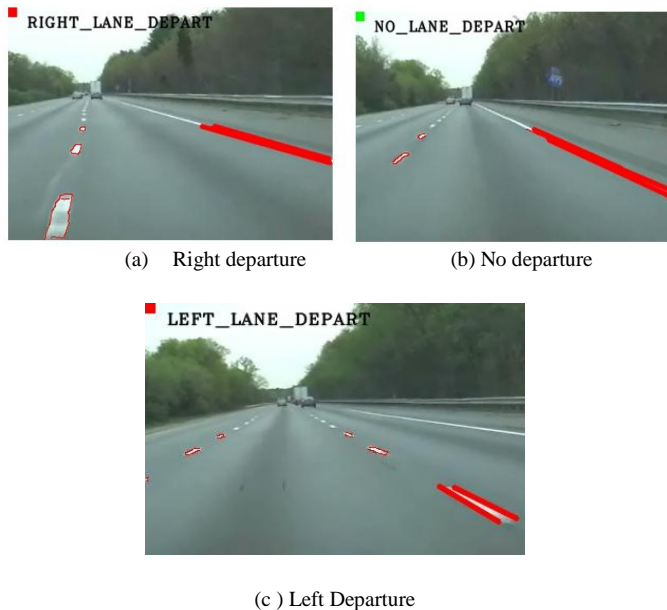 RIGHT_LANE_DEPART
NO_LANE_DEPART
(a) Right departure
(b) No departure
LEFT_LANE_DEPART
(c ) Left Departure